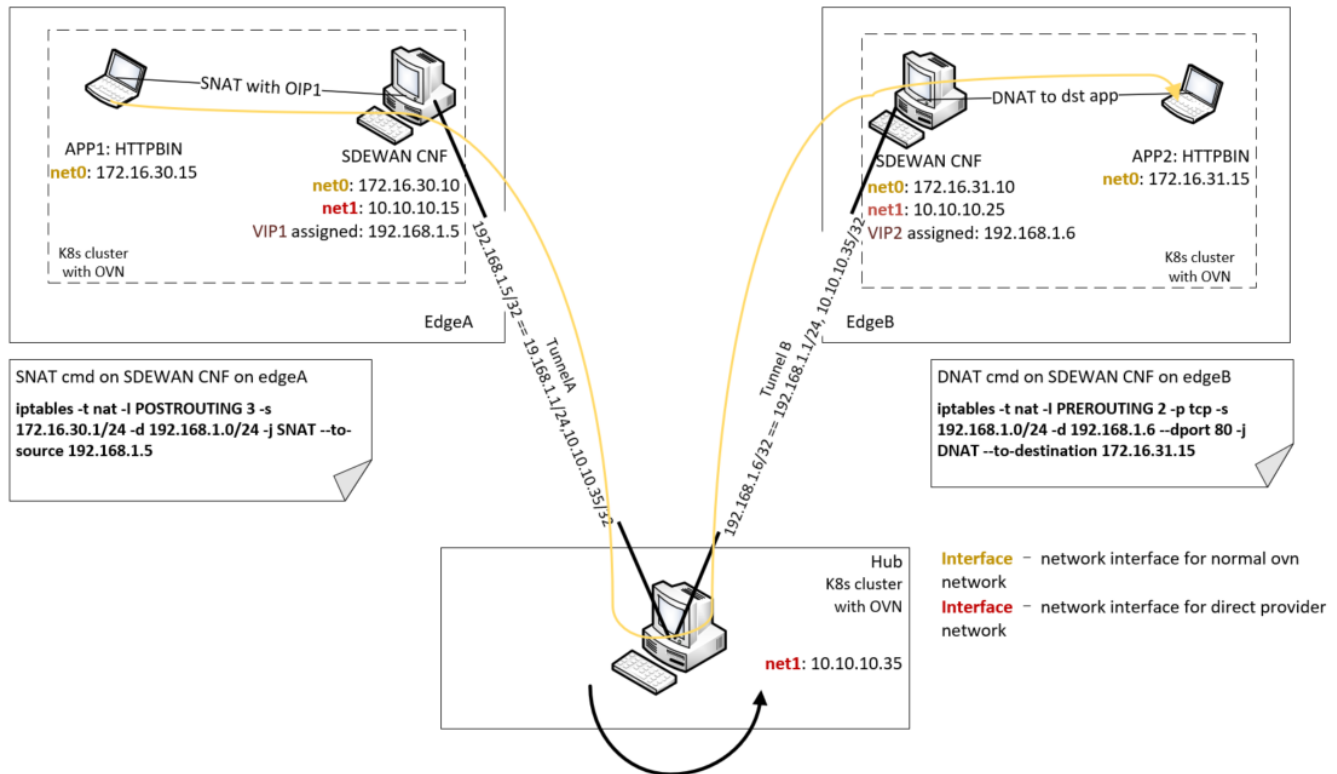 SNAT with OIP1
APP1: HTTPBIN
net0: 172.16.30.15
SDEWAN CNF
net0: 172.16.30.10
net1: 10.10.10.15
VIP1 assigned: 192.168.1.5
K8s cluster
with OVN
EdgeA
DNAT to dst app
SDEWAN CNF
net0: 172.16.31.10
net1: 10.10.10.25
VIP2 assigned: 192.168.1.6
APP2: HTTPBIN
net0: 172.16.31.15
K8s cluster
with OVN
EdgeB
192.168.1.5/32 == 19.168.1.1/24,10.10.10.35/32
TunnelA
Tunnel B
192.168.1.6/32 == 192.168.1.1/24, 10.10.10.35/32
SNAT cmd on SDEWAN CNF on edgeA
iptables -t nat -I POSTROUTING 3 -s
172.16.30.1/24 -d 192.168.1.0/24 -j SNAT --to-
source 192.168.1.5
DNAT cmd on SDEWAN CNF on edgeB
iptables -t nat -I PREROUTING 2 -p tcp -s
192.168.1.0/24 -d 192.168.1.6 --dport 80 -j
DNAT --to-destination 172.16.31.15
Hub
K8s cluster
with OVN
net1: 10.10.10.35
Interface – network interface for normal ovn
network
Interface – network interface for direct provider
network